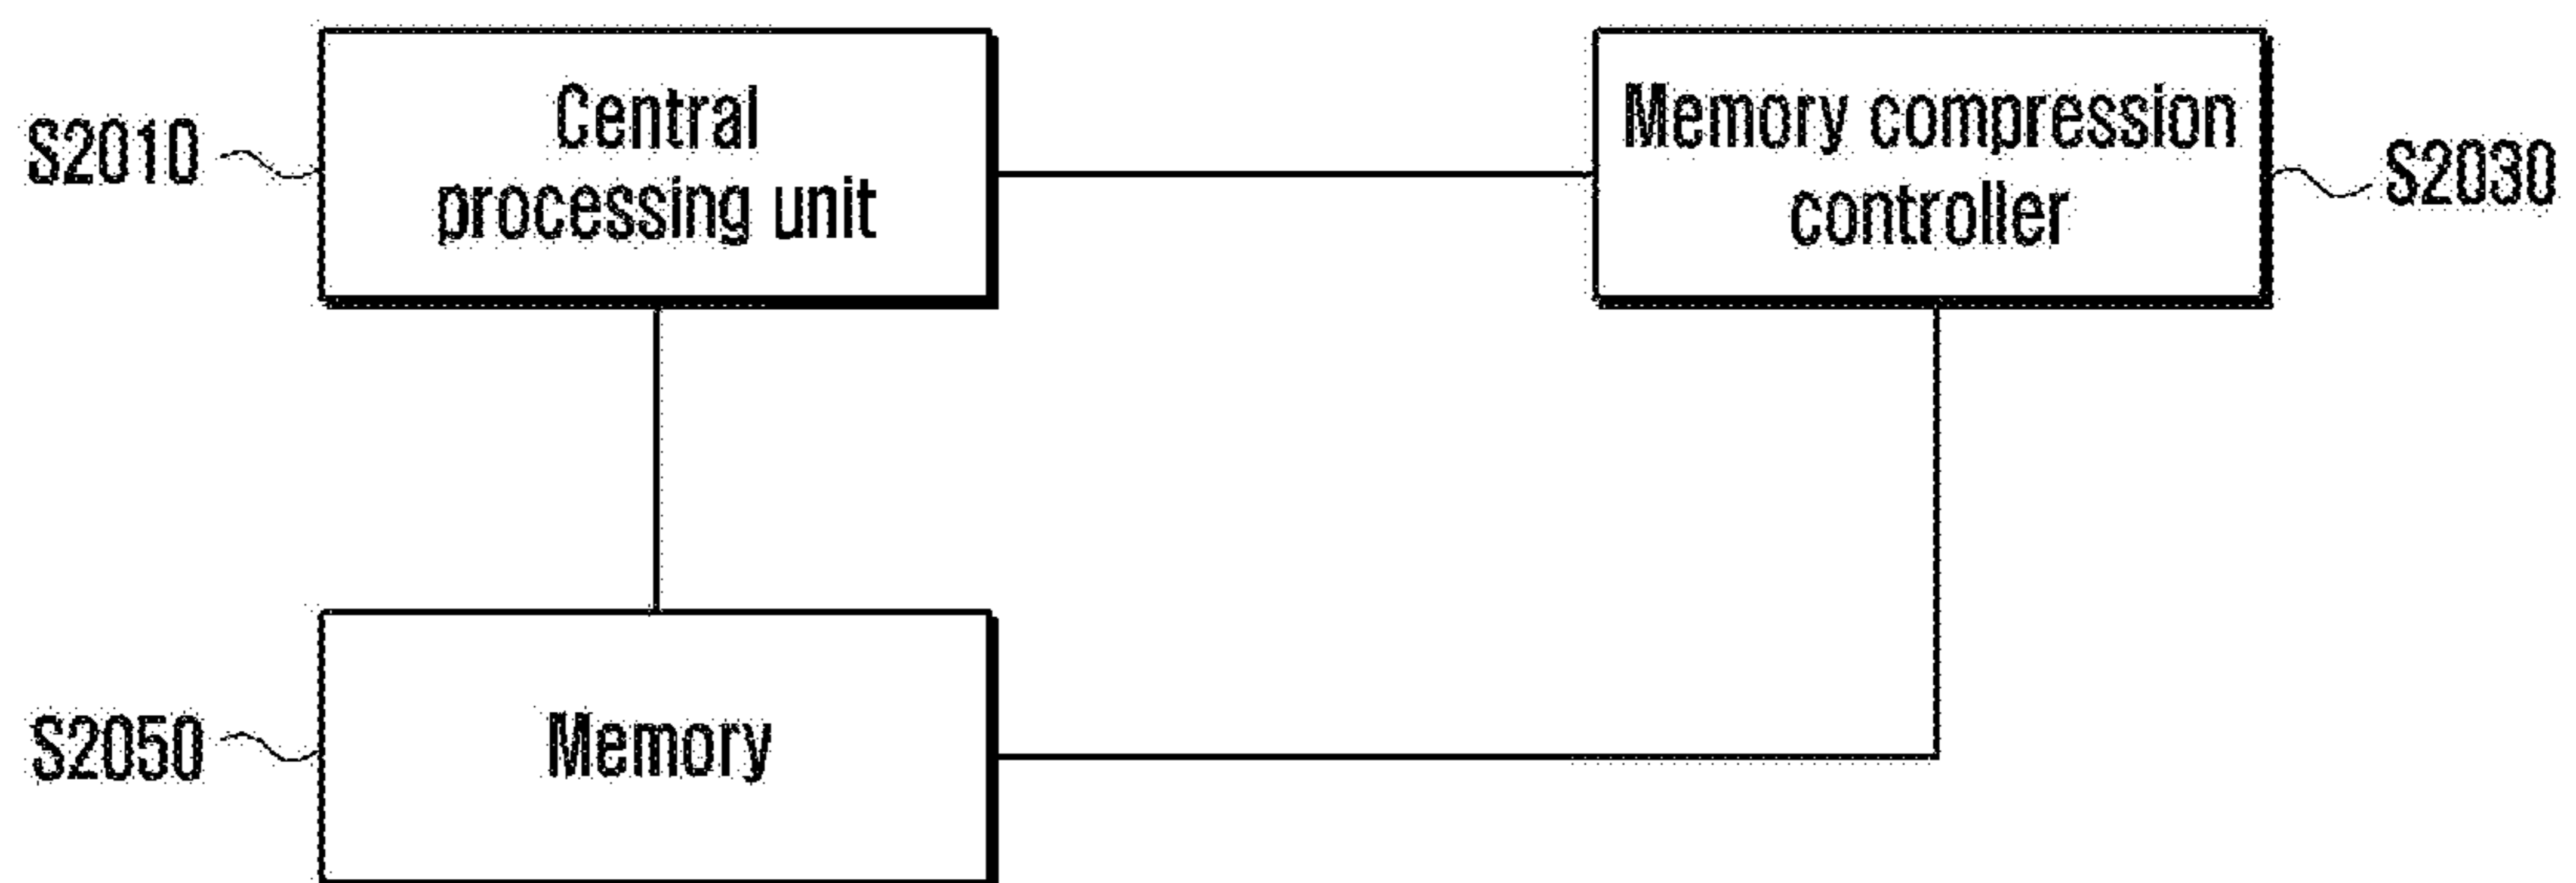 S2010
Central
processing unit
Memory compression
controller
S2030
S2050
Memory